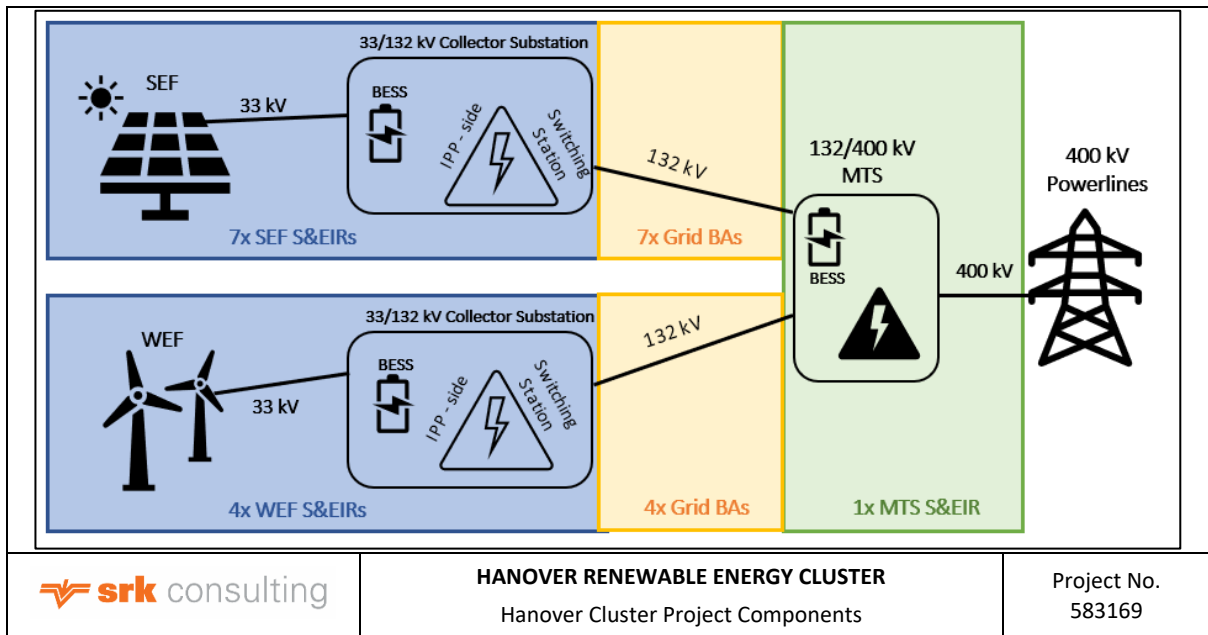 33/132 kV Collector Substation
SEF
33 kV
BESS
IPP - side
Switching
Station
132 kV
7x SEF S&EIRs
7x Grid BAs
132/400 kV
MTS
BESS
400 kV
400 kV
Powerlines
33/132 kV Collector Substation
WEF
33 kV
BESS
IPP - side
Switching
Station
132 kV
4x WEF S&EIRs
4x Grid BAs
1x MTS S&EIR
srk consulting
HANOVER RENEWABLE ENERGY CLUSTER
Hanover Cluster Project Components
Project No.
583169